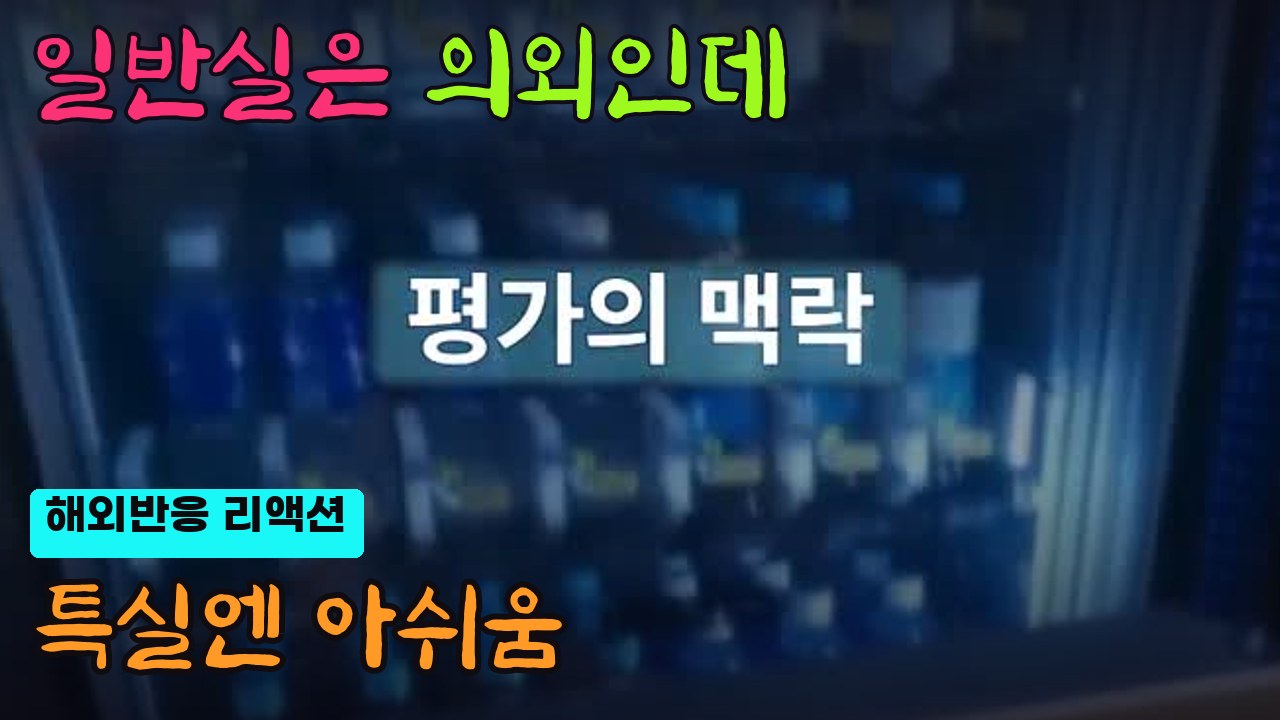 일반실은 의외인데
평가의 맥락
해외반응 리액션
특실엔 아쉬움